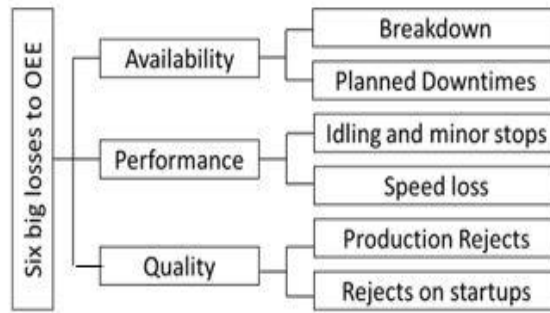 Six big losses to OEE
Availability
Breakdown
Planned Downtimes
Performance
Idling and minor stops
Speed loss
Quality
Production Rejects
Rejects on startups